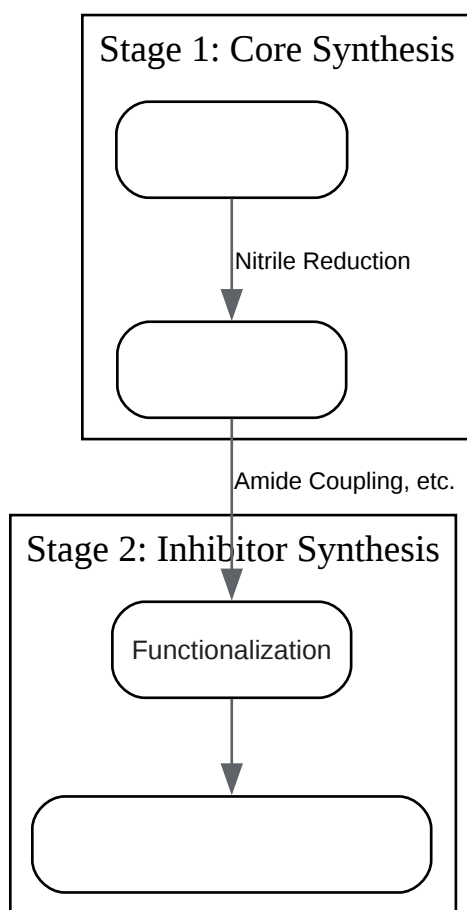 Stage 1: Core Synthesis
Nitrile Reduction
Amide Coupling, etc.
Stage 2: Inhibitor Synthesis
Functionalization